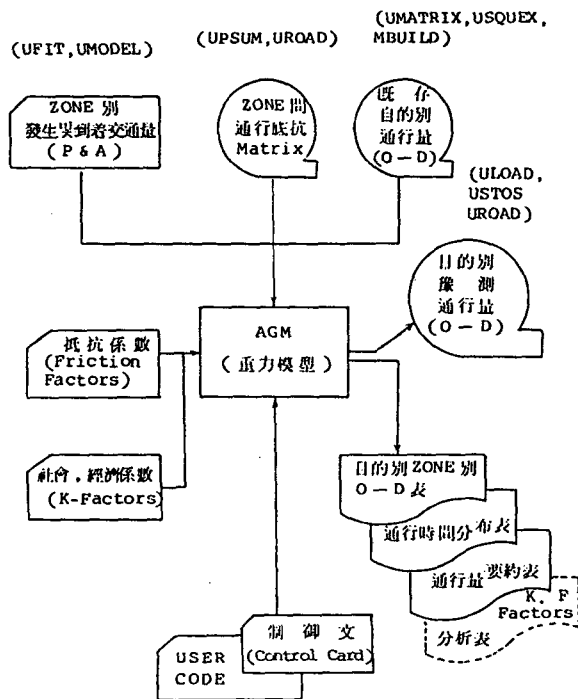 (UFIT,UMODEL)
(UPSUM,UROAD)
(UMATRIX,USQUEX,
MBUILD)
ZONE 別
發生및到着交通量
(P & A)
ZONE 間
通行底抗
Matrix
既存
目的別
通行量
(O — D)
(ULOAD,
USTOS
UROAD)
目的別
豫測
通行量
(O — D)
AGM
(重力模型)
抵抗係數
(Friction
Factors)
社會.經濟係數
(K-Factors)
目的別 ZONE 別
O — D 表
通行時間分布表
通行量要約表
K. F
Factors
分析表
制御文
(Control Card)
USER
CODE